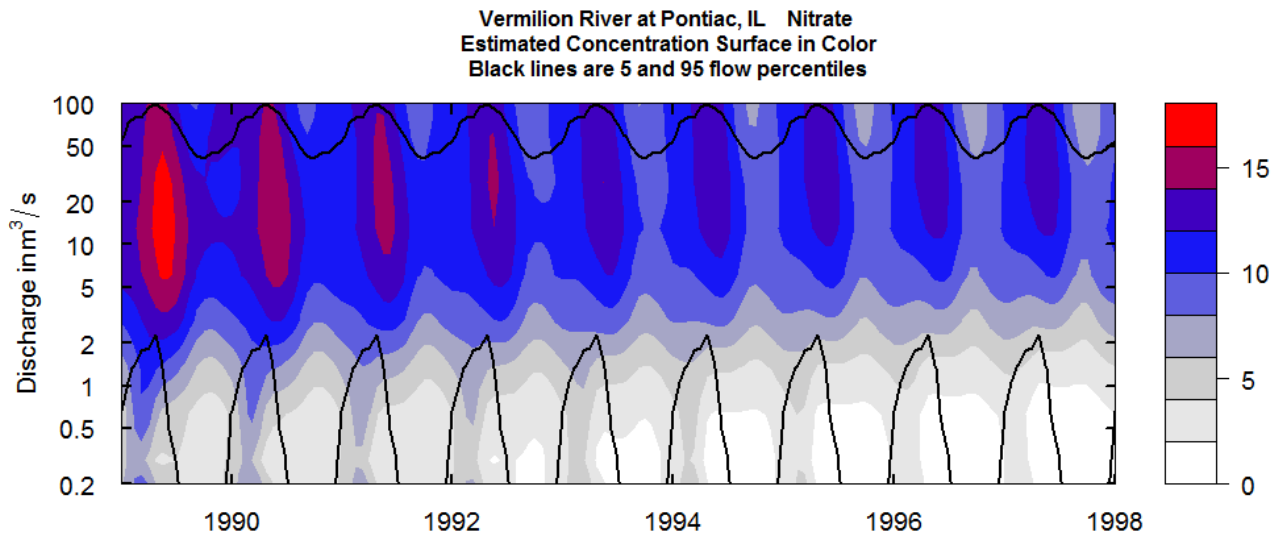 Vermilion River at Pontiac, IL Nitrate
Estimated Concentration Surface in Color
Black lines are 5 and 95 flow percentiles
Discharge inm³/s
100
50
20
10
5
2
1
0.5
0.2
1990 1992 1994 1996 1998
15
10
5
0